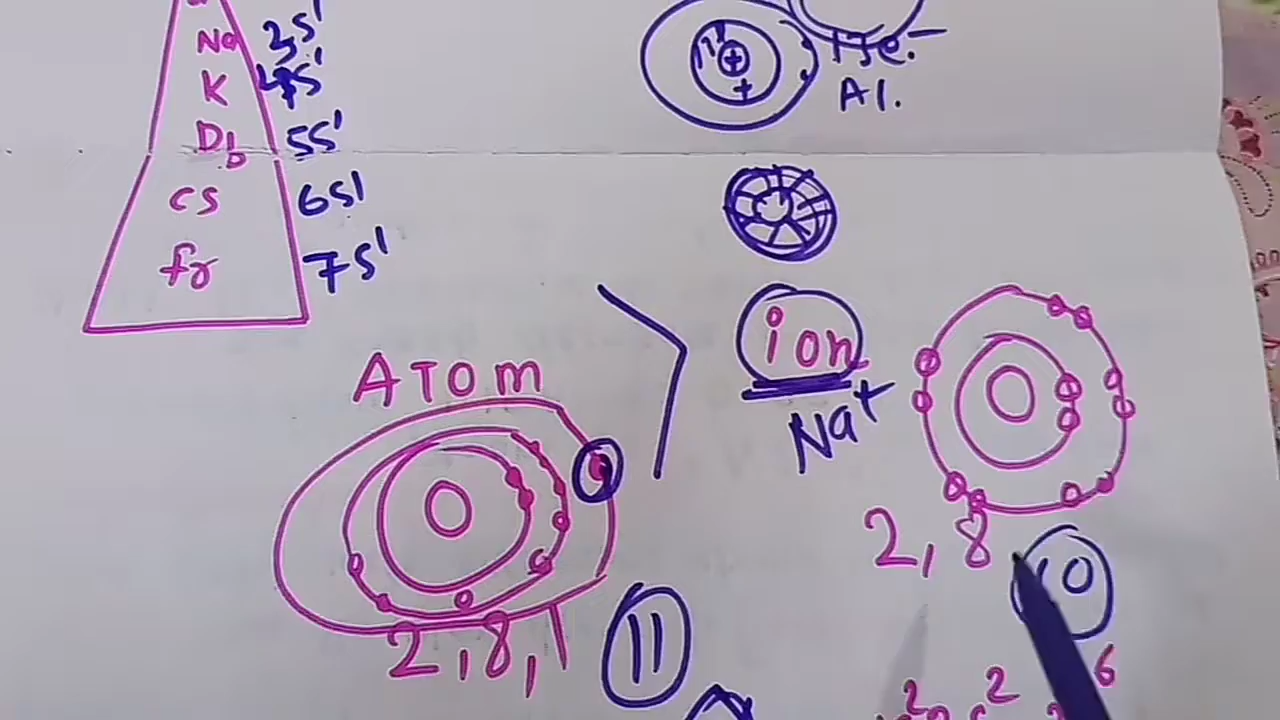 Na 3s¹
K 4s¹
5s¹
cs 6s¹
fr 7s¹
13e.⁻
Al.
+
+
ATOM
ion
Na⁺
2, 8
10
2, 8, 1
11